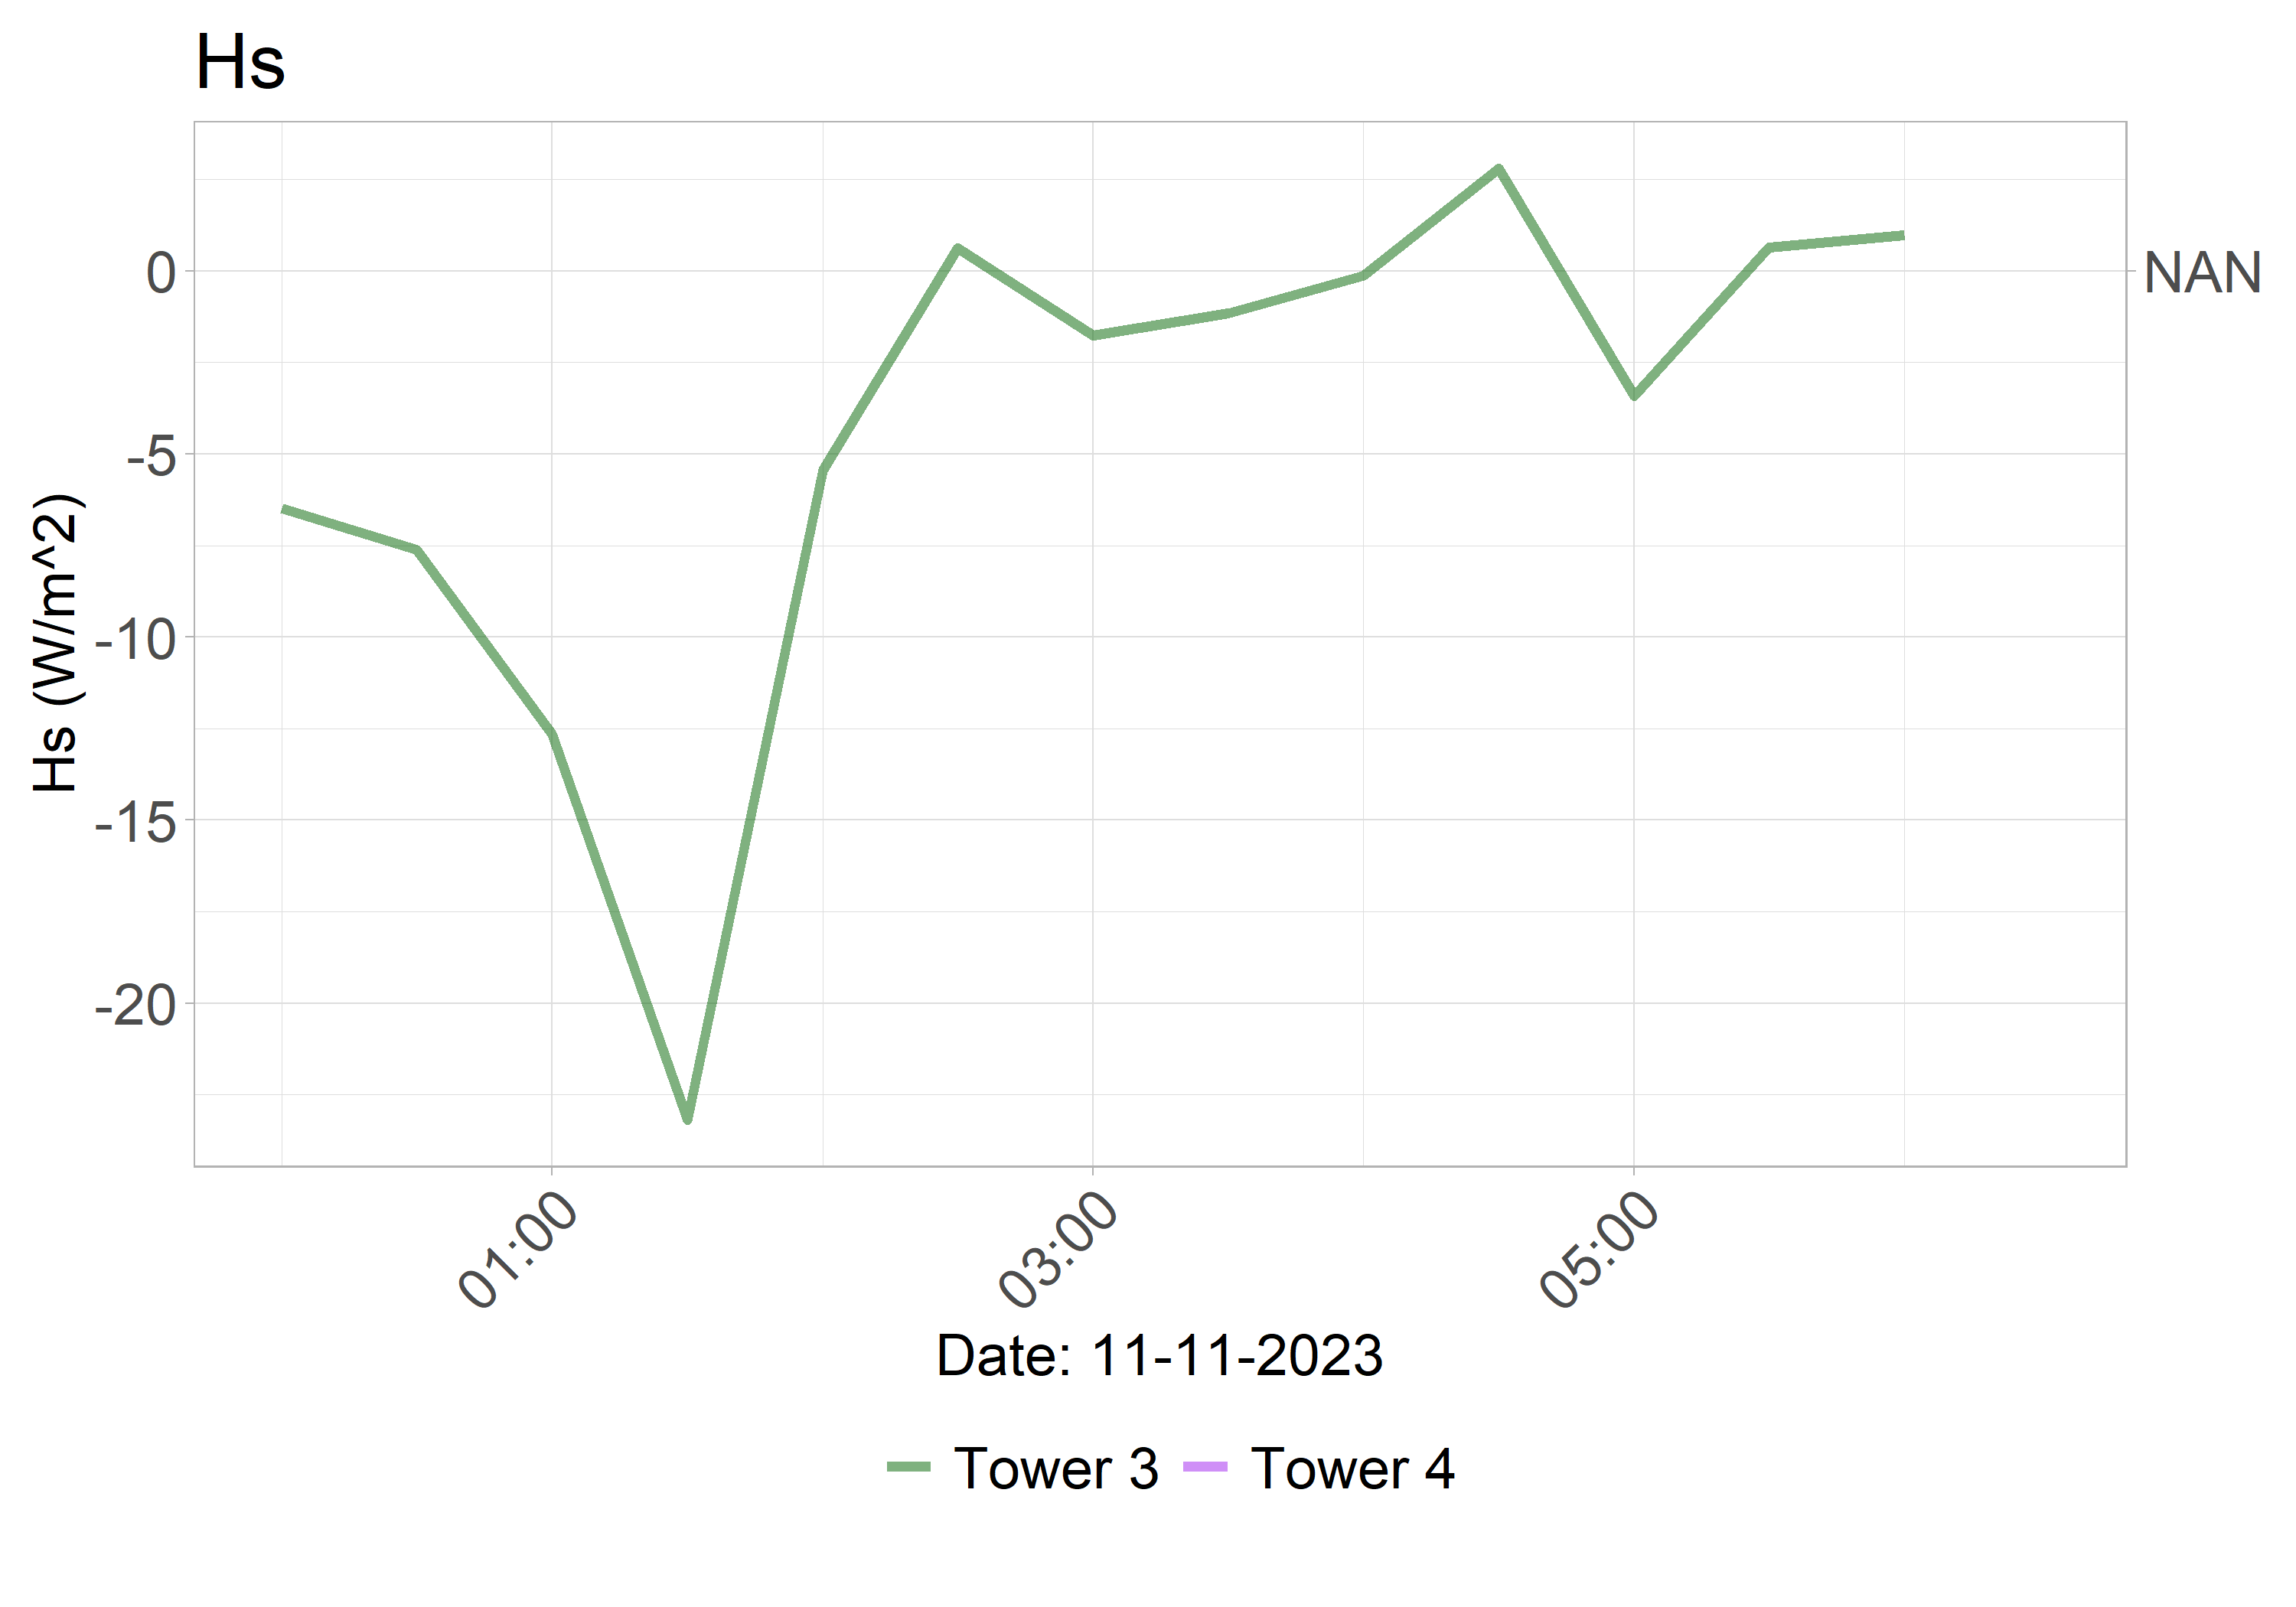 Hs
Hs (W/m^2)
0
-5
-10
-15
-20
NAN
01:00
03:00
05:00
Date: 11-11-2023
Tower 3
Tower 4